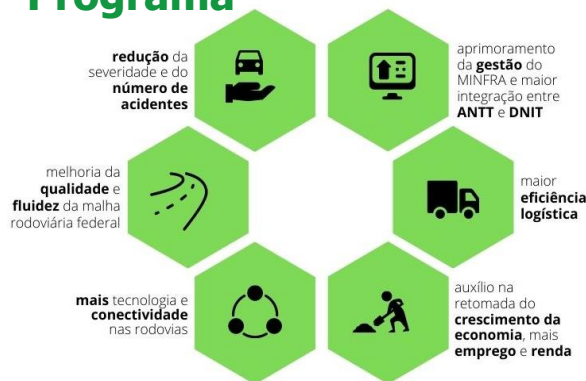 Programa
redução da
severidade e do
número de
acidentes
aprimoramento
da gestão do
MINFRA e maior
integração entre
ANTT e DNIT
melhoria da
qualidade e
fluidez da malha
rodoviária federal
maior
eficiência
logística
mais tecnologia e
conectividade
nas rodovias
auxílio na
retomada do
crescimento da
economia, mais
emprego e renda